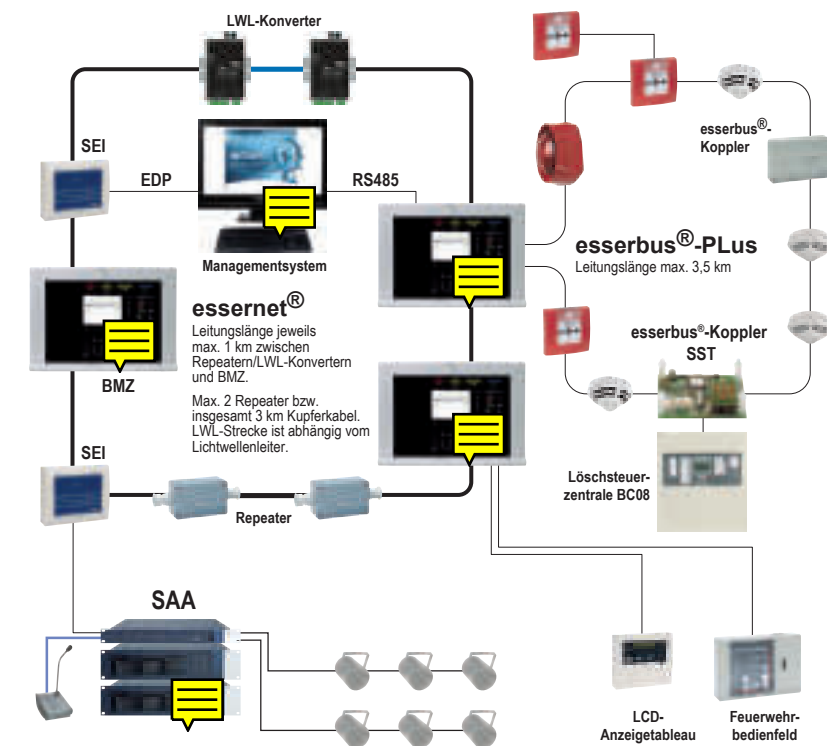 LWL-Konverter
SEI
EDP
RS485
Managementsystem
esserbus®-
Koppler
esserbus®-PLus
Leitungslänge max. 3,5 km
essernet®
Leitungslänge jeweils
max. 1 km zwischen
Repeatern/LWL-Konvertern
und BMZ.
Max. 2 Repeater bzw.
insgesamt 3 km Kupferkabel.
LWL-Strecke ist abhängig vom
Lichtwellenleiter.
BMZ
esserbus®-Koppler
SST
SEI
Repeater
Löschsteuer-
zentrale BC08
SAA
LCD-
Anzeigetableau
Feuerwehr-
bedienfeld